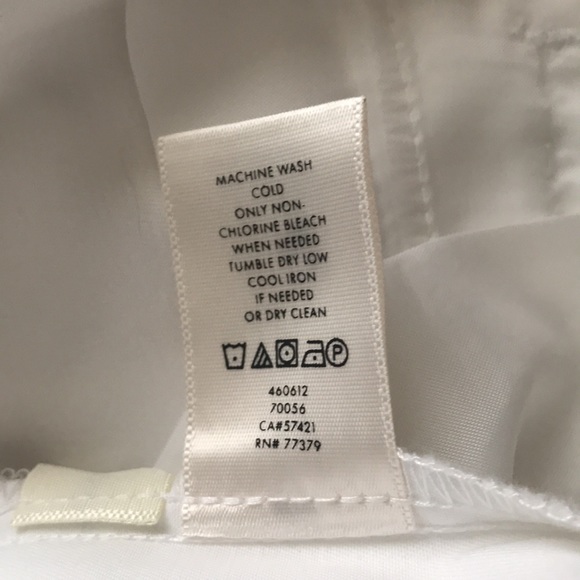 MACHINE WASH
COLD
ONLY NON-
CHLORINE BLEACH
WHEN NEEDED
TUMBLE DRY LOW
COOL IRON
IF NEEDED
OR DRY CLEAN
P
460612
70056
CA#57421
RN# 77379